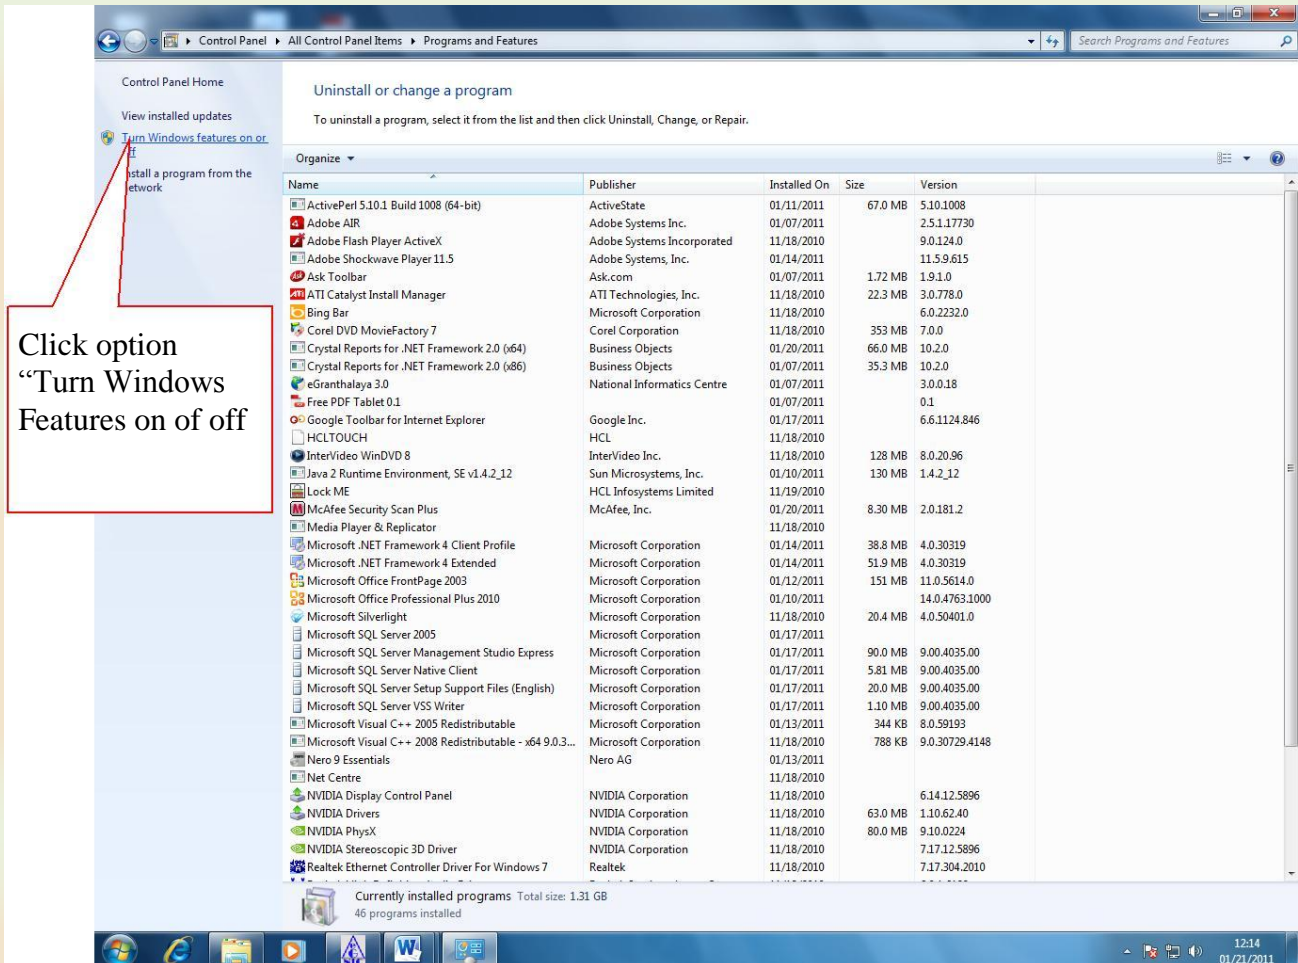 Control Panel ▸ All Control Panel Items ▸ Programs and Features
Search Programs and Features
Control Panel Home
View installed updates
Turn Windows features on or
ff
nstall a program from the
etwork
Click option
“Turn Windows
Features on of off
Uninstall or change a program
To uninstall a program, select it from the list and then click Uninstall, Change, or Repair.
Organize
Name Publisher Installed On Size Version
ActivePerl 5.10.1 Build 1008 (64-bit) ActiveState 01/11/2011 67.0 MB 5.10.1008
Adobe AIR Adobe Systems Inc. 01/07/2011 2.5.1.17730
Adobe Flash Player ActiveX Adobe Systems Incorporated 11/18/2010 9.0.124.0
Adobe Shockwave Player 11.5 Adobe Systems, Inc. 01/14/2011 11.5.9.615
Ask Toolbar Ask.com 01/07/2011 1.72 MB 1.9.1.0
ATI Catalyst Install Manager ATI Technologies, Inc. 11/18/2010 22.3 MB 3.0.778.0
Bing Bar Microsoft Corporation 11/18/2010 6.0.2232.0
Corel DVD MovieFactory 7 Corel Corporation 11/18/2010 353 MB 7.0.0
Crystal Reports for .NET Framework 2.0 (x64) Business Objects 01/20/2011 66.0 MB 10.2.0
Crystal Reports for .NET Framework 2.0 (x86) Business Objects 01/07/2011 35.3 MB 10.2.0
eGranthalaya 3.0 National Informatics Centre 01/07/2011 3.0.0.18
Free PDF Tablet 0.1 01/07/2011 0.1
Google Toolbar for Internet Explorer Google Inc. 01/17/2011 6.6.1124.846
HCLTOUCH HCL 11/18/2010
InterVideo WinDVD 8 InterVideo Inc. 11/18/2010 128 MB 8.0.20.96
Java 2 Runtime Environment, SE v1.4.2_12 Sun Microsystems, Inc. 01/10/2011 130 MB 1.4.2_12
Lock ME HCL Infosystems Limited 11/19/2010
McAfee Security Scan Plus McAfee, Inc. 01/20/2011 8.30 MB 2.0.181.2
Media Player & Replicator 11/18/2010
Microsoft .NET Framework 4 Client Profile Microsoft Corporation 01/14/2011 38.8 MB 4.0.30319
Microsoft .NET Framework 4 Extended Microsoft Corporation 01/14/2011 51.9 MB 4.0.30319
Microsoft Office FrontPage 2003 Microsoft Corporation 01/12/2011 151 MB 11.0.5614.0
Microsoft Office Professional Plus 2010 Microsoft Corporation 01/10/2011 14.0.4763.1000
Microsoft Silverlight Microsoft Corporation 11/18/2010 20.4 MB 4.0.50401.0
Microsoft SQL Server 2005 Microsoft Corporation 01/17/2011
Microsoft SQL Server Management Studio Express Microsoft Corporation 01/17/2011 90.0 MB 9.00.4035.00
Microsoft SQL Server Native Client Microsoft Corporation 01/17/2011 5.81 MB 9.00.4035.00
Microsoft SQL Server Setup Support Files (English) Microsoft Corporation 01/17/2011 20.0 MB 9.00.4035.00
Microsoft SQL Server VSS Writer Microsoft Corporation 01/17/2011 1.10 MB 9.00.4035.00
Microsoft Visual C++ 2005 Redistributable Microsoft Corporation 01/13/2011 344 KB 8.0.59193
Microsoft Visual C++ 2008 Redistributable - x64 9.0.3... Microsoft Corporation 11/18/2010 788 KB 9.0.30729.4148
Nero 9 Essentials Nero AG 01/13/2011
Net Centre 11/18/2010
NVIDIA Display Control Panel NVIDIA Corporation 11/18/2010 6.14.12.5896
NVIDIA Drivers NVIDIA Corporation 11/18/2010 63.0 MB 1.10.62.40
NVIDIA PhysX NVIDIA Corporation 11/18/2010 80.0 MB 9.10.0224
NVIDIA Stereoscopic 3D Driver NVIDIA Corporation 11/18/2010 7.17.12.5896
Realtek Ethernet Controller Driver For Windows 7 Realtek 11/18/2010 7.17.304.2010
Currently installed programs Total size: 1.31 GB
46 programs installed
12:14
01/21/2011